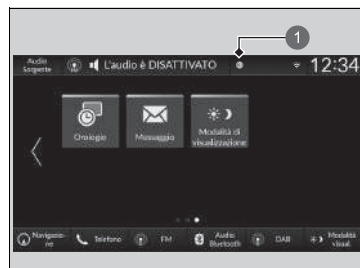 1
Audio
Sorgente
L'audio è DISATTIVATO
12:34
Orologio
Messaggio
Modalità di
visualizzazione
Navigazio-
ne
Telefono
FM
Audio
Bluetooth
DAB
Modalità
visual.